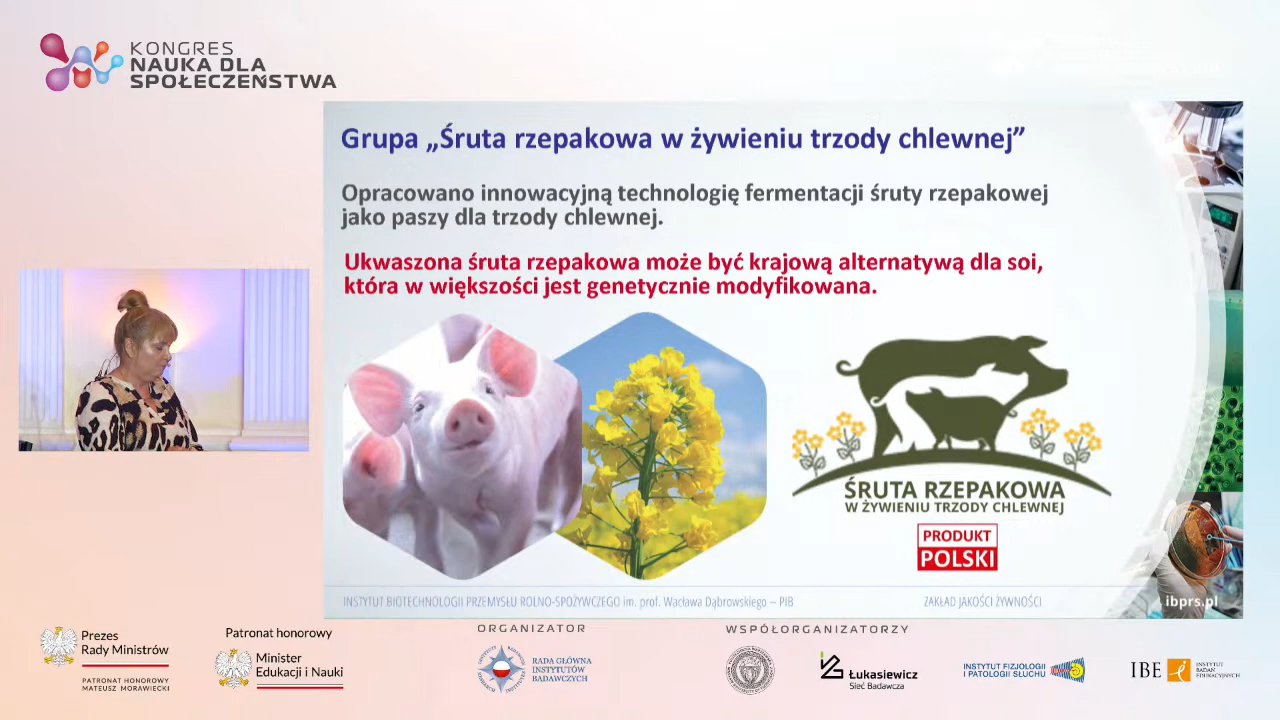 KONGRES
NAUKA DLA
SPOŁECZEŃSTWA
Grupa „Śruta rzepakowa w żywieniu trzody chlewnej”
Opracowano innowacyjną technologię fermentacji śruty rzepakowej
jako paszy dla trzody chlewnej.
Ukwaszona śruta rzepakowa może być krajową alternatywą dla soi,
która w większości jest genetycznie modyfikowana.
ŚRUTA RZEPAKOWA
W ŻYWIENIU TRZODY CHLEWNEJ
PRODUKT
POLSKI
INSTYTUT BIOTECHNOLOGII PRZEMYSŁU ROLNO-SPOŻYWCZEGO im. prof. Wacława Dąbrowskiego – PIB
ZAKŁAD JAKOŚCI ŻYWNOŚCI
ibprs.pl
Prezes
Rady Ministrów
PATRONAT HONOROWY
MATEUSZ MORAWIECKI
Patronat honorowy
Minister
Edukacji i Nauki
ORGANIZATOR
RADA GŁÓWNA
INSTYTUTÓW
BADAWCZYCH
WSPÓŁORGANIZATORZY
Łukasiewicz
Sieć Badawcza
INSTYTUT FIZJOLOGII
I PATOLOGII SŁUCHU
IBE
INSTYTUT
BADAŃ
EDUKACYJNYCH